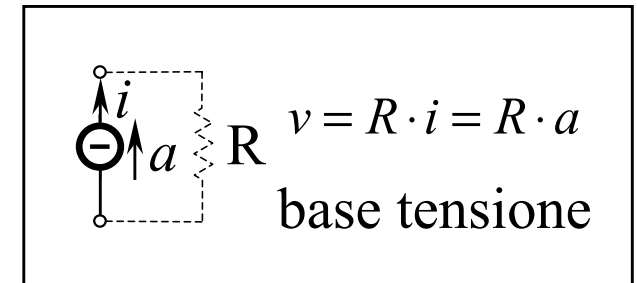 i
a
R
v = R · i = R · a
base tensione